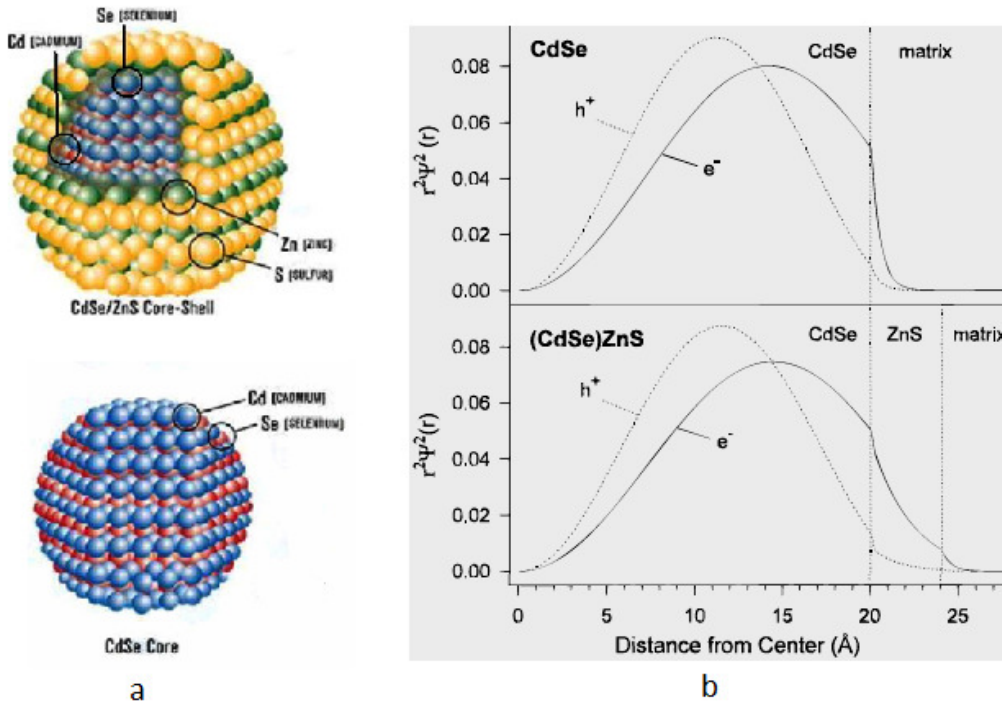 Se [SELENIUM]
Cd [CADMIUM]
Zn [ZINC]
S [SULFUR]
CdSe/ZnS Core-Shell
Cd [CADMIUM]
Se [SELENIUM]
CdSe Core
a
CdSe
CdSe
matrix
h+
e-
r²Ψ² (r)
0.08
0.06
0.04
0.02
0.00
(CdSe)ZnS
CdSe
ZnS
matrix
h+
e-
r²Ψ²(r)
0.08
0.06
0.04
0.02
0.00
0 5 10 15 20 25
Distance from Center (Å)
b